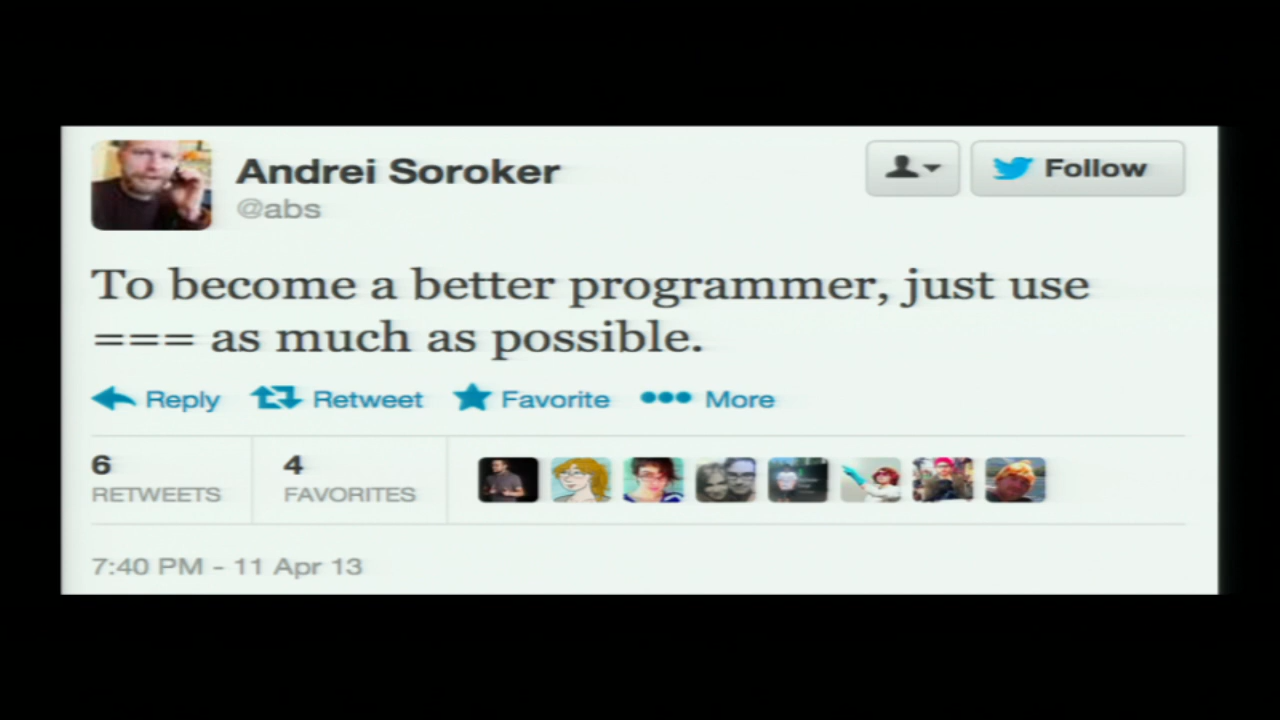 Andrei Soroker
@abs
Follow
To become a better programmer, just use
=== as much as possible.
Reply Retweet Favorite More
6 4
RETWEETS FAVORITES
7:40 PM - 11 Apr 13